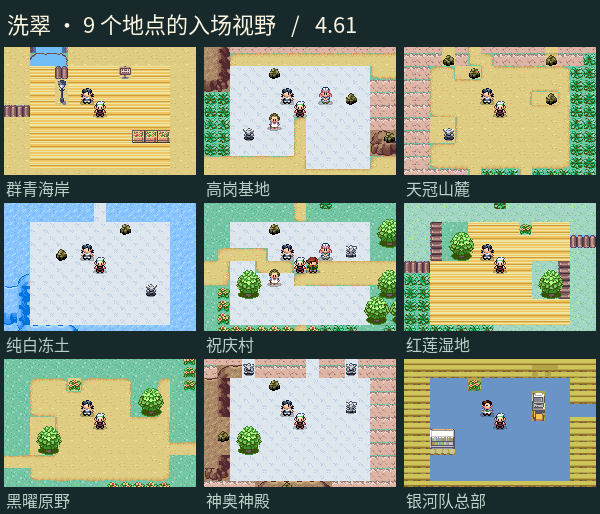 洗翠 · 9 个地点的入场视野 / 4.61
群青海岸
高岗基地
天冠山麓
纯白冻土
祝庆村
红莲湿地
黑曜原野
神奥神殿
银河队总部